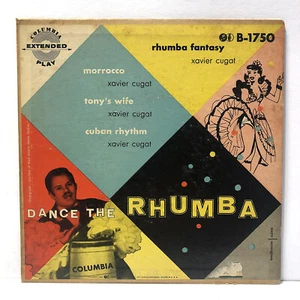 COLUMBIA
EXTENDED
PLAY
rhumba fantasy
B-1750
xavier cugat
morrocco
xavier cugat
tony's wife
xavier cugat
cuban rhythm
xavier cugat
DANCE THE RHUMBA
COLUMBIA